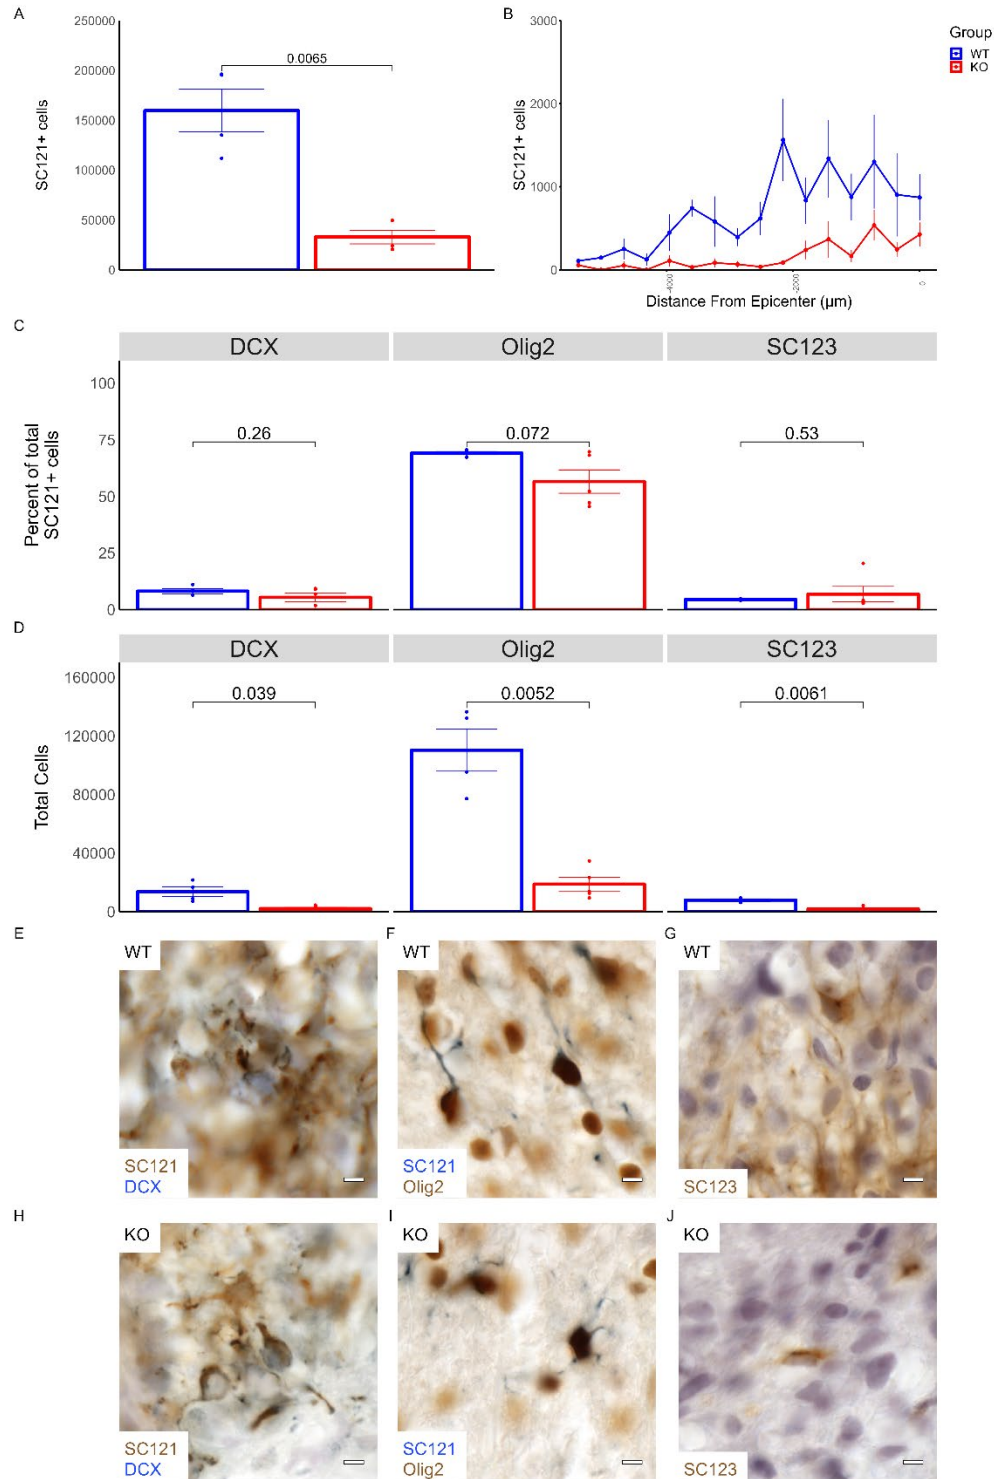 A
250000
200000
150000
100000
50000
0
SC121+ cells
0.0065
B
3000
2000
1000
0
SC121+ cells
-4000
-2000
0
Distance From Epicenter (µm)
Group
WT
KO
C
DCX
Olig2
SC123
100
75
50
25
0
Percent of total
SC121+ cells
0.26
0.072
0.53
D
DCX
Olig2
SC123
160000
120000
80000
40000
0
Total Cells
0.039
0.0052
0.0061
E
WT
SC121
DCX
F
WT
SC121
Olig2
G
WT
SC123
H
KO
SC121
DCX
I
KO
SC121
Olig2
J
KO
SC123